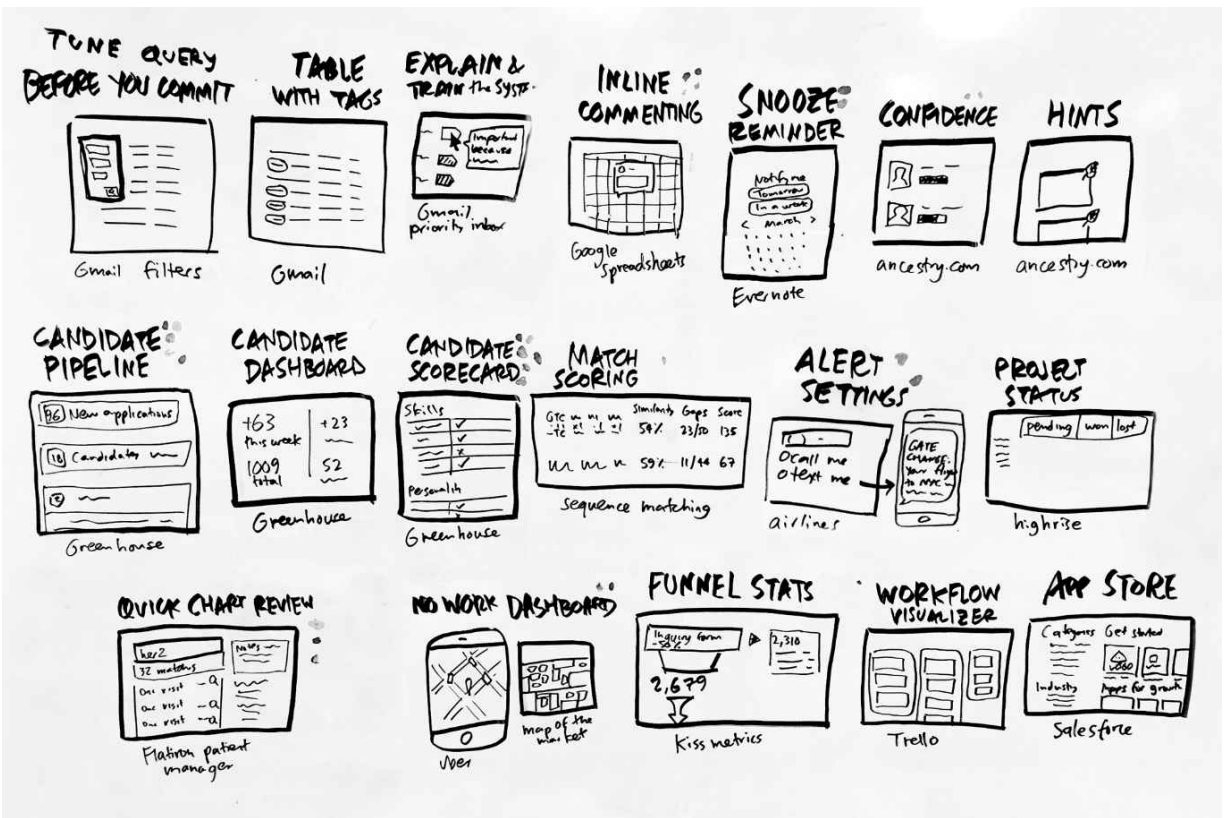 TUNE QUERY
BEFORE YOU COMMIT
Gmail filters
TABLE
WITH TAGS
Gmail
EXPLAIN &
TRAIN the SYSTE
Important
because
Gmail
priority inbox
INLINE
COMMENTING
Google
spreadsheets
SNOOZE
REMINDER
Notify me
Tomorrow
In a week
< March >
Evernote
CONFIDENCE
ancestry.com
HINTS
ancestry.com
CANDIDATE
PIPELINE
86 New applications
18 Candidates
Greenhouse
CANDIDATE
DASHBOARD
+63
this week
1009
total
+23
52
Greenhouse
CANDIDATE
SCORECARD
Skills
Personality
Greenhouse
MATCH
SCORING
Similarity Gaps Score
54% 23/50 135
59% 11/44 67
sequence matching
ALERT
SETTINGS
call me
text me
GATE
CHANGE:
Your flight
to NYC
airlines
PROJECT
STATUS
pending won lost
highrise
QUICK CHART REVIEW
her2
32 matches
One visit
One visit
One visit
Notes
Flatiron patient
manager
NO WORK DASHBOARD
Uber
map of the
market
FUNNEL STATS
Inquiry form
-50%
2,310
2,679
Kiss metrics
WORKFLOW
VISUALIZER
Trello
APP STORE
Categories Get started
Industry Apps for growth
Salesforce